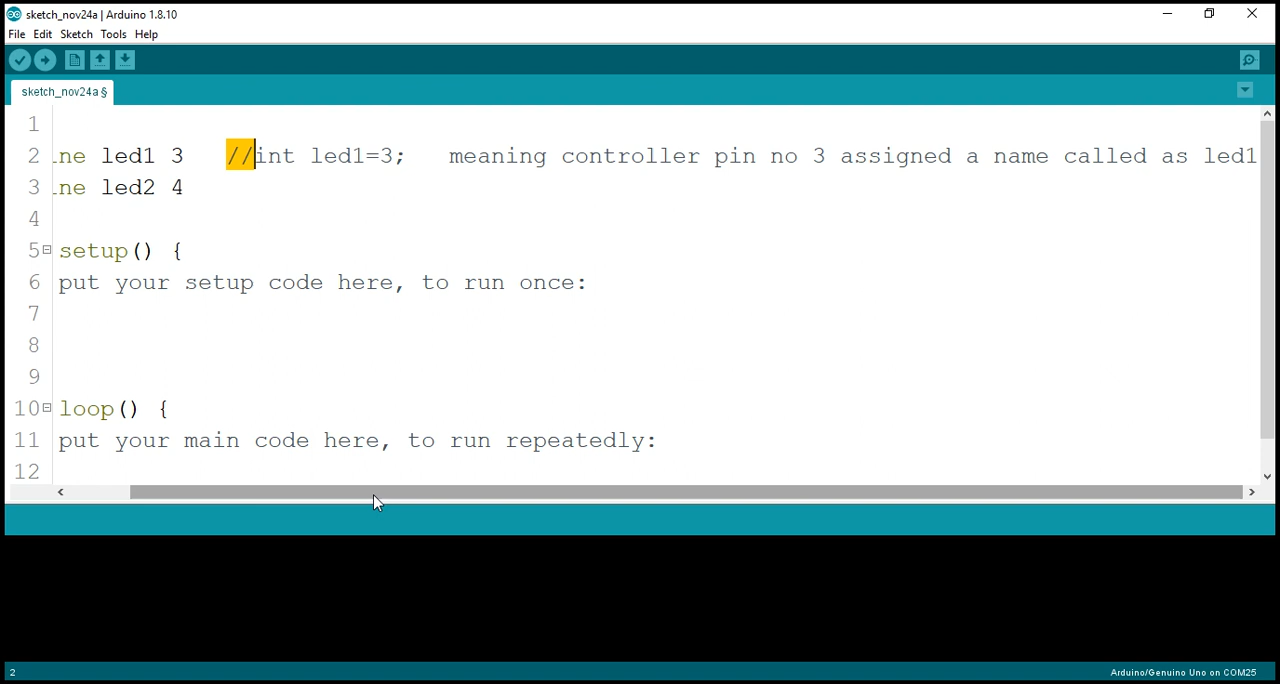 sketch_nov24a | Arduino 1.8.10
File Edit Sketch Tools Help
sketch_nov24a §
1
2 ne led1 3 //int led1=3; meaning controller pin no 3 assigned a name called as led1
3 ne led2 4
4
5 setup() {
6 put your setup code here, to run once:
7
8
9
10 loop() {
11 put your main code here, to run repeatedly:
12
2 Arduino/Genuino Uno on COM25